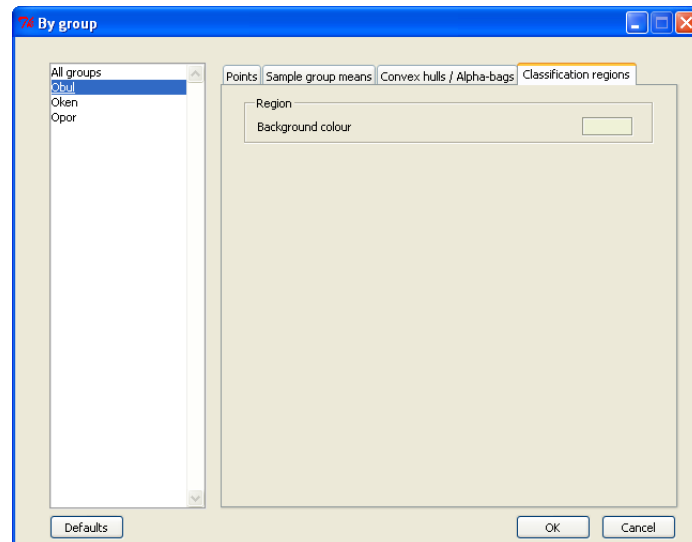 By group
All groups
Obul
Oken
Opor
Points
Sample group means
Convex hulls / Alpha-bags
Classification regions
Region
Background colour
Defaults
OK
Cancel